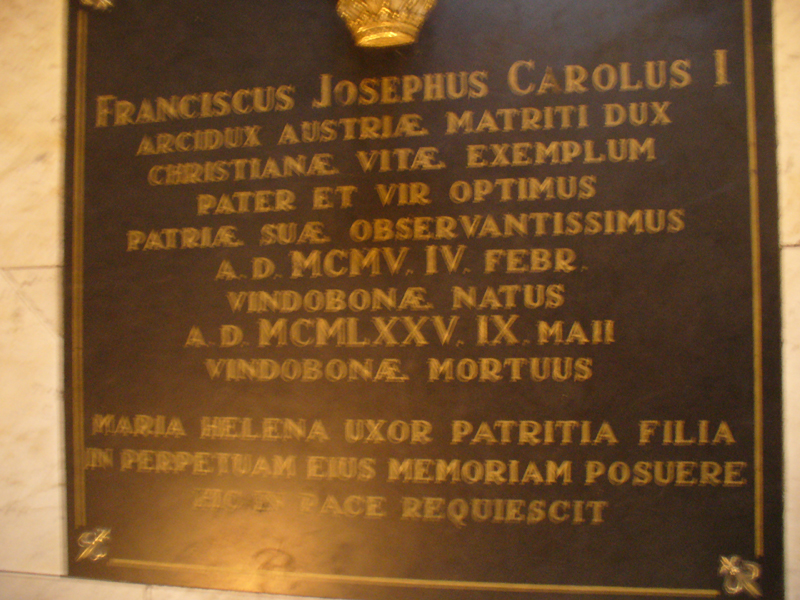 FRANCISCUS JOSEPHUS CAROLUS I
ARCIDUX AUSTRIÆ MATRITI DUX
CHRISTIANÆ VITÆ EXEMPLUM
PATER ET VIR OPTIMUS
PATRIÆ SUÆ OBSERVANTISSIMUS
A.D. MCMV. IV. FEBR.
VINDOBONÆ NATUS
A.D. MCMLXXV. IX. MAII
VINDOBONÆ MORTUUS
MARIA HELENA UXOR PATRITIA FILIA
IN PERPETUAM EIUS MEMORIAM POSUERE
HIC IN PACE REQUIESCIT